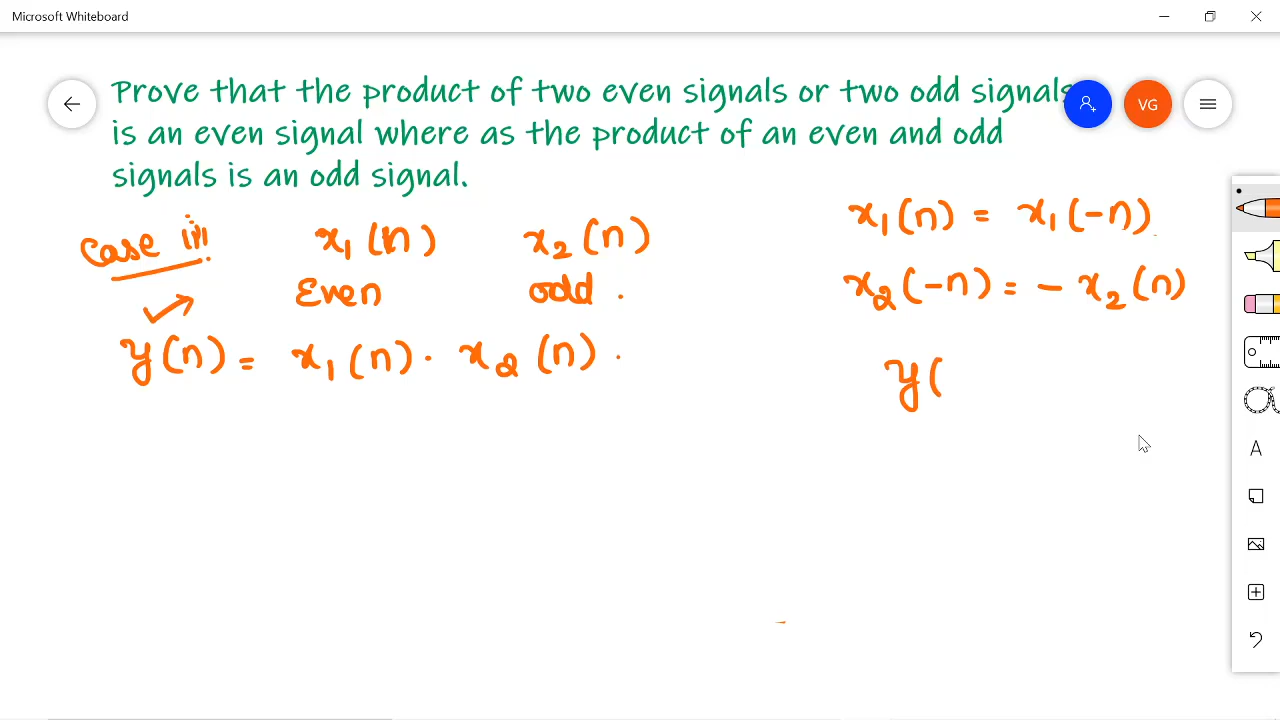 Microsoft Whiteboard
Prove that the product of two even signals or two odd signals
is an even signal where as the product of an even and odd
signals is an odd signal.
VG
Case iii
x₁(n) x₂(n)
Even odd.
y(n) = x₁(n) . x₂(n).
x₁(n) = x₁(-n)
x₂(-n) = - x₂(n)
y(
A